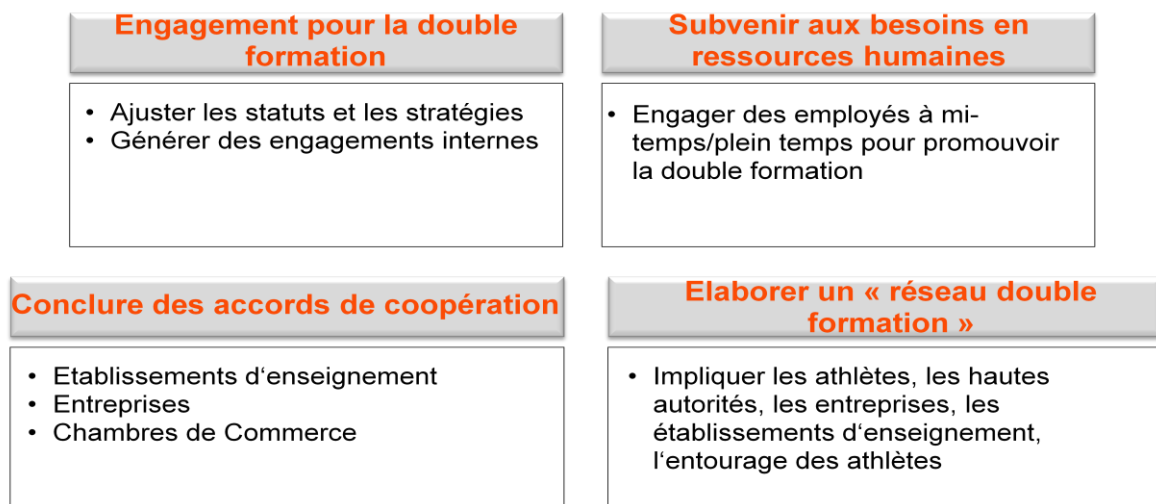 Engagement pour la double
formation
• Ajuster les statuts et les stratégies
• Générer des engagements internes
Subvenir aux besoins en
ressources humaines
• Engager des employés à mi-
temps/plein temps pour promouvoir
la double formation
Conclure des accords de coopération
• Etablissements d‘enseignement
• Entreprises
• Chambres de Commerce
Elaborer un « réseau double
formation »
• Impliquer les athlètes, les hautes
autorités, les entreprises, les
établissements d‘enseignement,
l‘entourage des athlètes